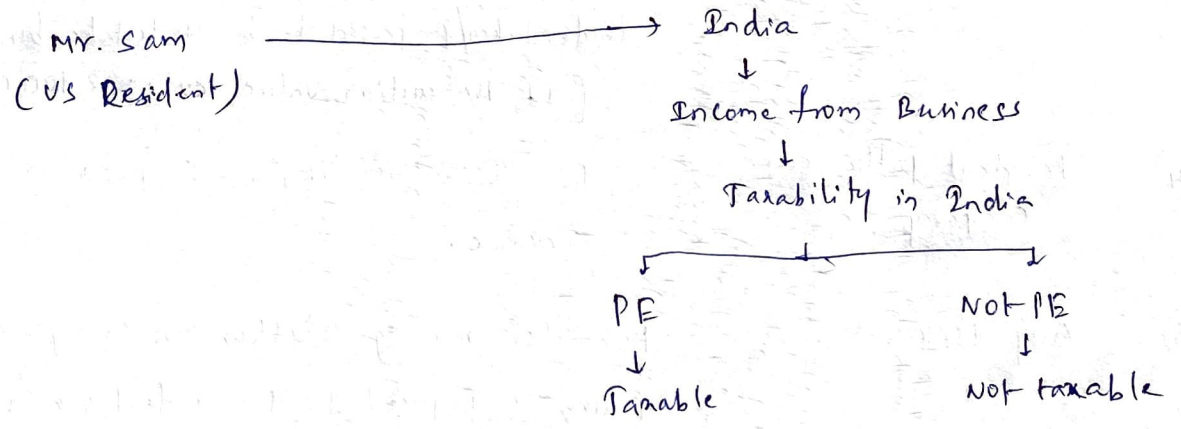 Mr. Sam
(US Resident)
India
Income from Business
Taxability in India
PE
Not PE
Taxable
Not taxable